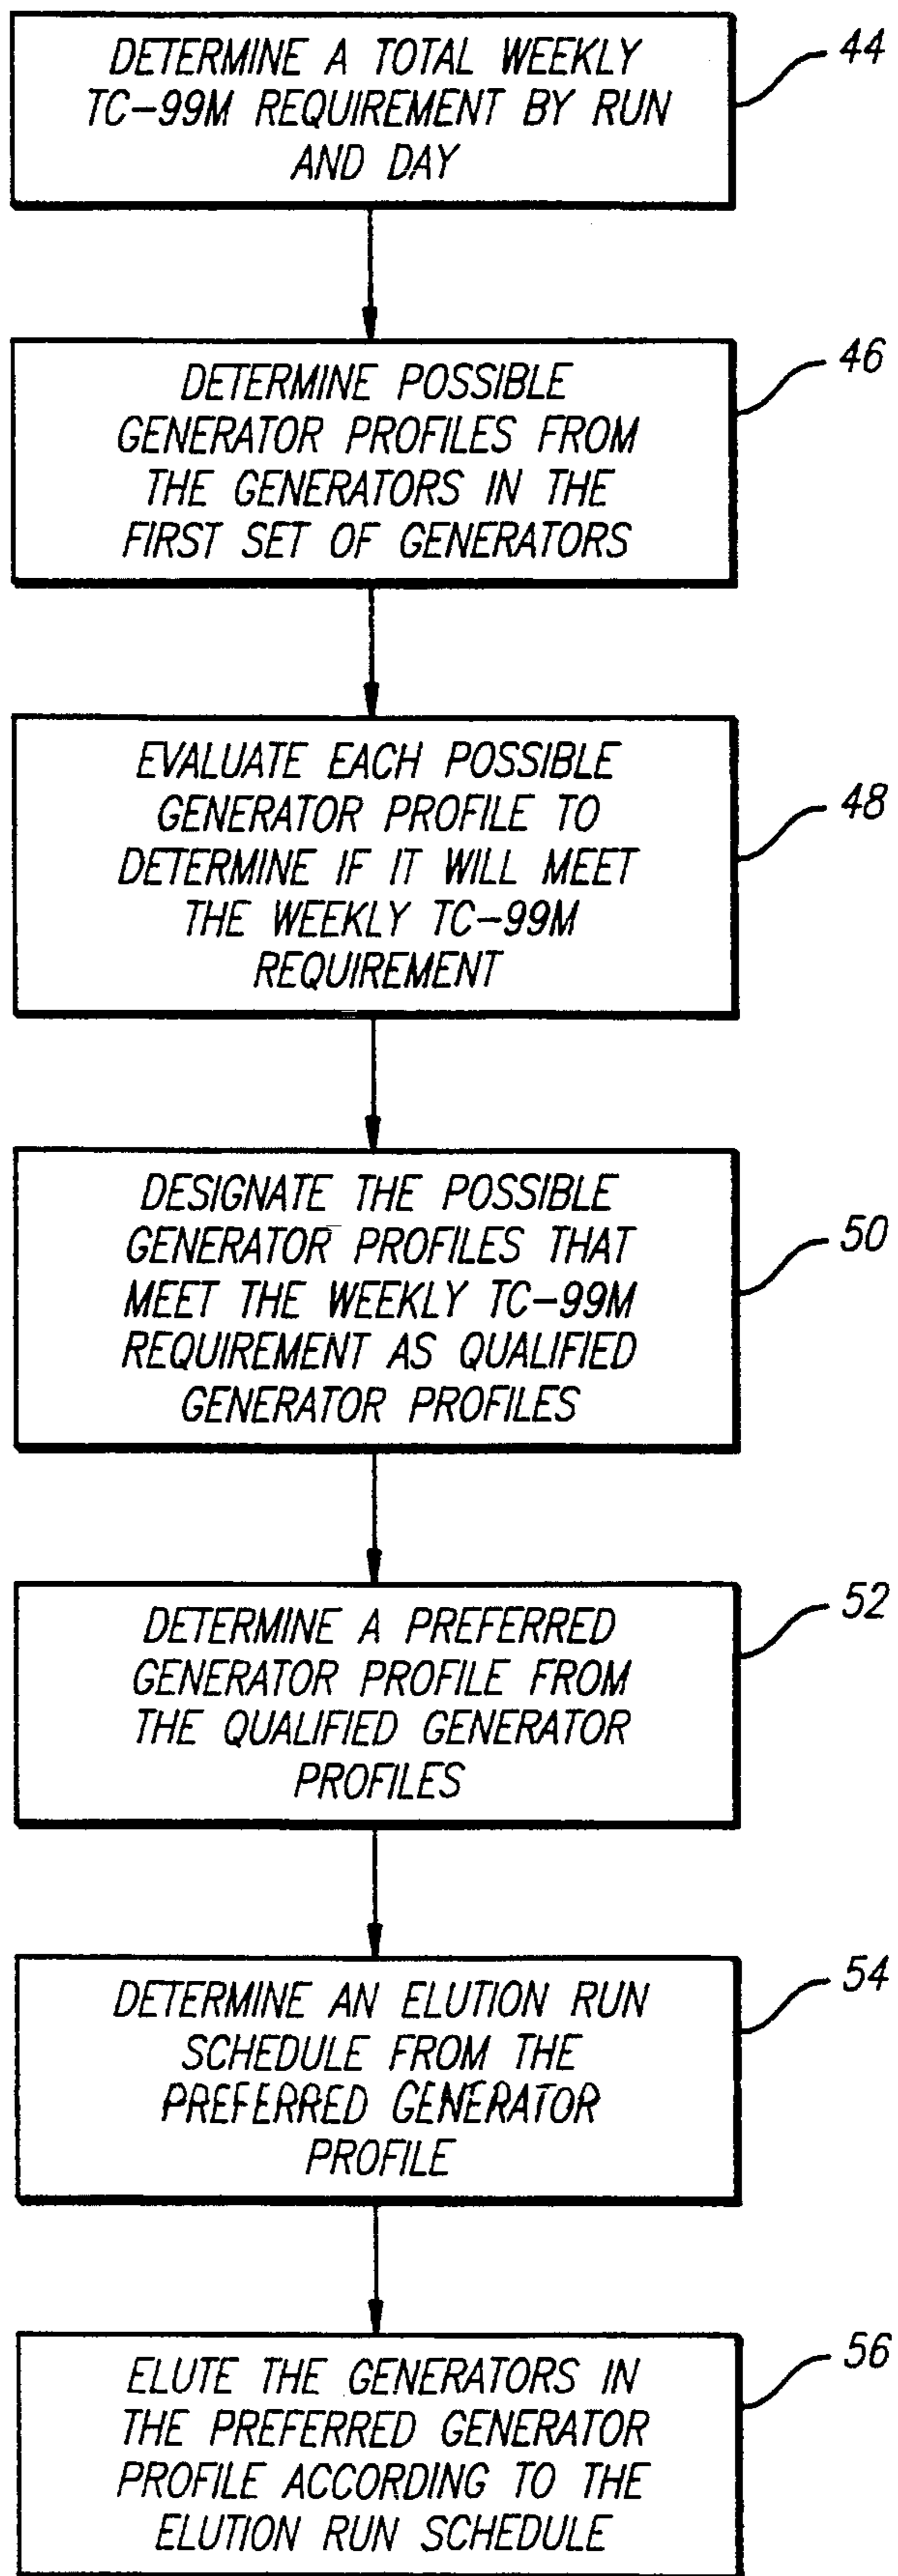 DETERMINE A TOTAL WEEKLY
TC-99M REQUIREMENT BY RUN
AND DAY
44
DETERMINE POSSIBLE
GENERATOR PROFILES FROM
THE GENERATORS IN THE
FIRST SET OF GENERATORS
46
EVALUATE EACH POSSIBLE
GENERATOR PROFILE TO
DETERMINE IF IT WILL MEET
THE WEEKLY TC-99M
REQUIREMENT
48
DESIGNATE THE POSSIBLE
GENERATOR PROFILES THAT
MEET THE WEEKLY TC-99M
REQUIREMENT AS QUALIFIED
GENERATOR PROFILES
50
DETERMINE A PREFERRED
GENERATOR PROFILE FROM
THE QUALIFIED GENERATOR
PROFILES
52
DETERMINE AN ELUTION RUN
SCHEDULE FROM THE
PREFERRED GENERATOR
PROFILE
54
ELUTE THE GENERATORS IN
THE PREFERRED GENERATOR
PROFILE ACCORDING TO THE
ELUTION RUN SCHEDULE
56